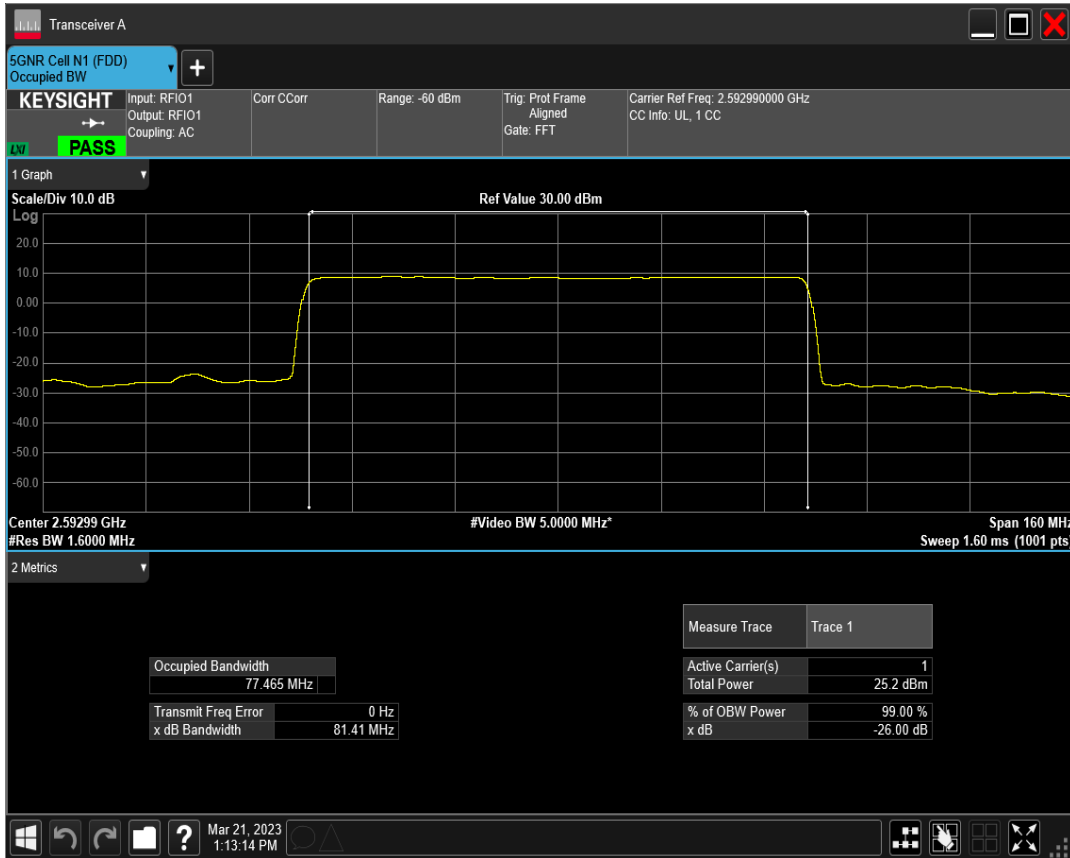 Transceiver A
5GNR Cell N1 (FDD)
Occupied BW
+
KEYSIGHT
LXI
PASS
Input: RFIO1
Output: RFIO1
Coupling: AC
Corr CCorr
Range: -60 dBm
Trig: Prot Frame
Aligned
Gate: FFT
Carrier Ref Freq: 2.592990000 GHz
CC Info: UL, 1 CC
1 Graph
Scale/Div 10.0 dB
Ref Value 30.00 dBm
Log
20.0
10.0
0.00
-10.0
-20.0
-30.0
-40.0
-50.0
-60.0
Center 2.59299 GHz
#Video BW 5.0000 MHz*
Span 160 MHz
#Res BW 1.6000 MHz
Sweep 1.60 ms (1001 pts)
2 Metrics
Measure Trace Trace 1
Occupied Bandwidth
77.465 MHz
Active Carrier(s) 1
Total Power 25.2 dBm
Transmit Freq Error 0 Hz
x dB Bandwidth 81.41 MHz
% of OBW Power 99.00 %
x dB -26.00 dB
?
Mar 21, 2023
1:13:14 PM